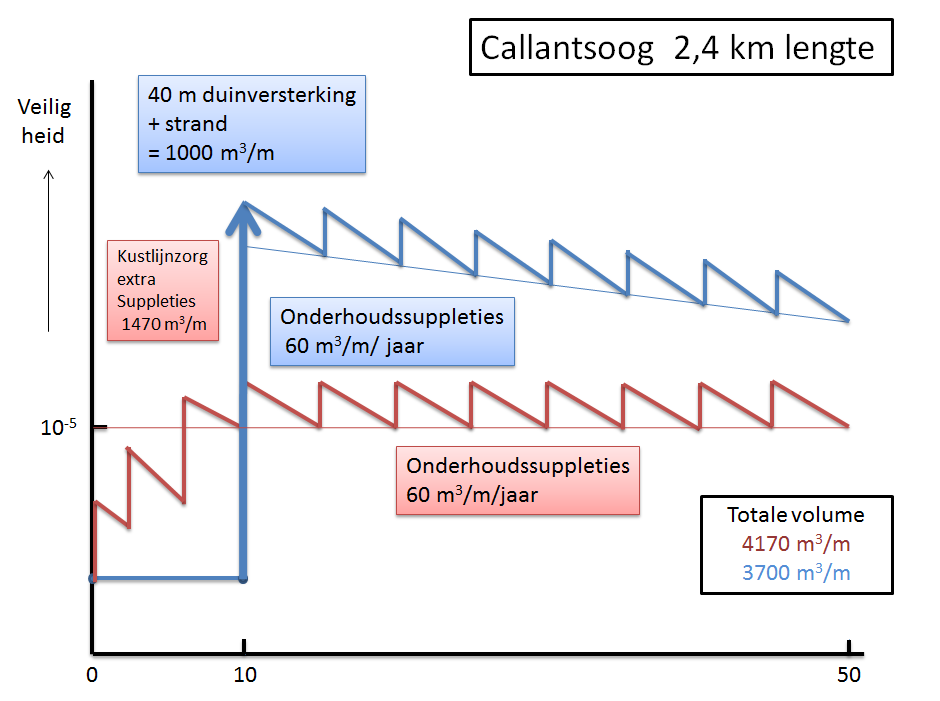 Callantsoog 2,4 km lengte
Veilig
heid
40 m duinversterking
+ strand
= 1000 m³/m
Kustlijnzorg
extra
Suppleties
1470 m³/m
Onderhoudssuppleties
60 m³/m/ jaar
10⁻⁵
Onderhoudssuppleties
60 m³/m/jaar
Totale volume
4170 m³/m
3700 m³/m
0
10
50